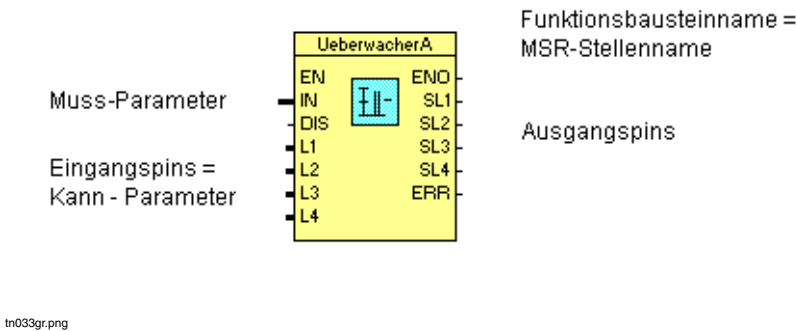 Funktionsbausteinname =
MSR-Stellenname
UeberwacherA
EN ENO
Muss-Parameter IN SL1
DIS SL2
Ausgangspins
L1 SL3
Eingangspins = L2 SL4
Kann - Parameter L3 ERR
L4
tn033gr.png